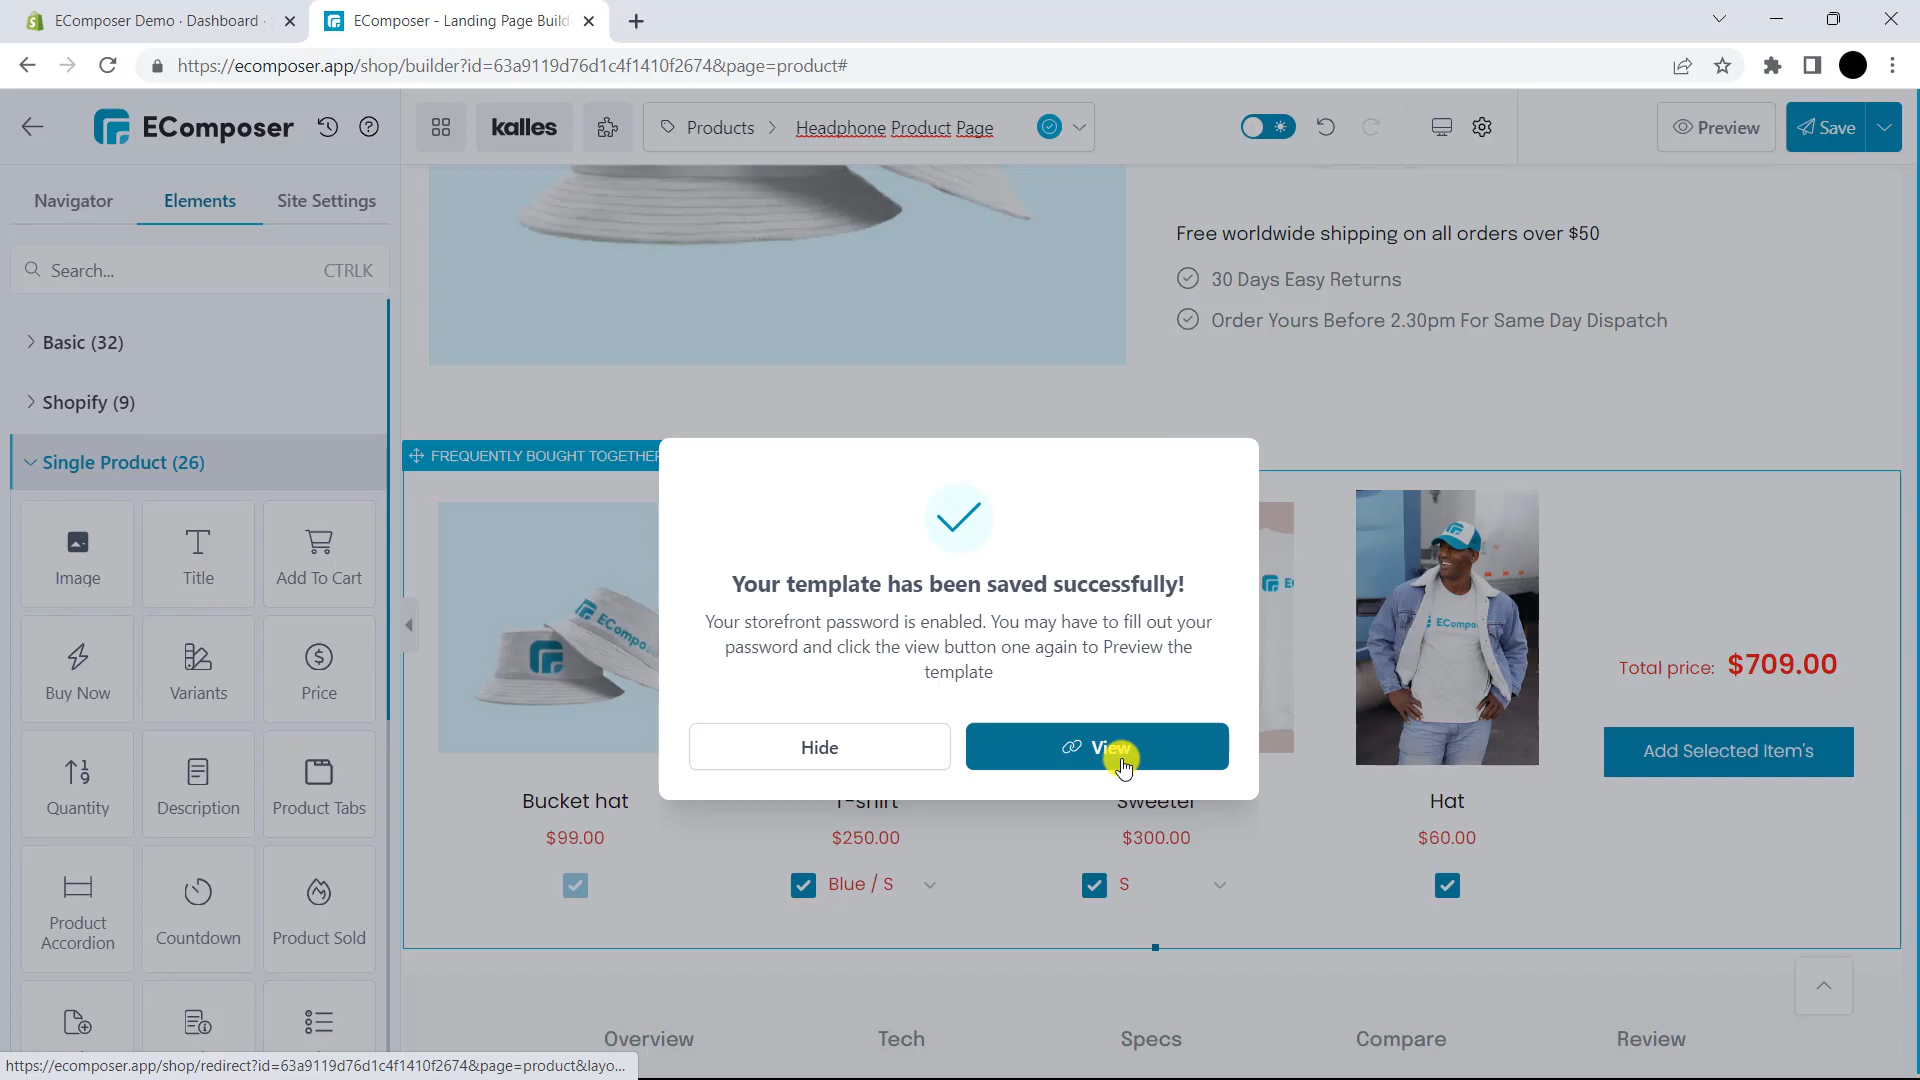 EComposer Demo · Dashboard ·
EComposer - Landing Page Build
https://ecomposer.app/shop/builder?id=63a9119d76d1c4f1410f2674&page=product#
EComposer
kalles
Products > Headphone Product Page
Preview
Save
Navigator
Elements
Site Settings
Search...
CTRLK
Basic (32)
Shopify (9)
Single Product (26)
Image
Title
Add To Cart
Buy Now
Variants
Price
Quantity
Description
Product Tabs
Product
Accordion
Countdown
Product Sold
Free worldwide shipping on all orders over $50
30 Days Easy Returns
Order Yours Before 2.30pm For Same Day Dispatch
FREQUENTLY BOUGHT TOGETHER
Your template has been saved successfully!
Your storefront password is enabled. You may have to fill out your
password and click the view button one again to Preview the
template
Hide
View
Total price: $709.00
Add Selected Item's
Bucket hat
T-shirt
Sweeter
Hat
$99.00
$250.00
$300.00
$60.00
Blue / S
S
Overview
Tech
Specs
Compare
Review
https://ecomposer.app/shop/redirect?id=63a9119d76d1c4f1410f2674&page=product&layo...